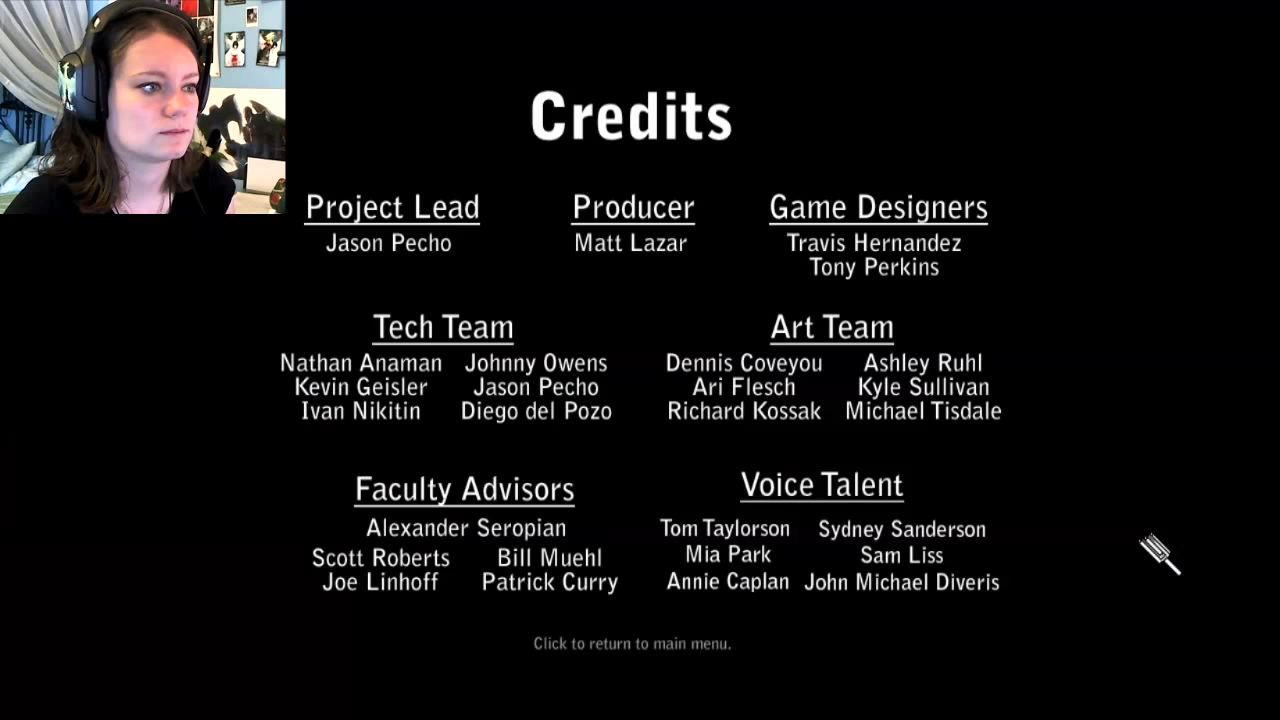 Credits
Project Lead
Jason Pecho
Producer
Matt Lazar
Game Designers
Travis Hernandez
Tony Perkins
Tech Team
Nathan Anaman Johnny Owens
Kevin Geisler Jason Pecho
Ivan Nikitin Diego del Pozo
Art Team
Dennis Coveyou Ashley Ruhl
Ari Flesch Kyle Sullivan
Richard Kossak Michael Tisdale
Faculty Advisors
Alexander Seropian
Scott Roberts Bill Muehl
Joe Linhoff Patrick Curry
Voice Talent
Tom Taylorson Sydney Sanderson
Mia Park Sam Liss
Annie Caplan John Michael Diveris
Click to return to main menu.